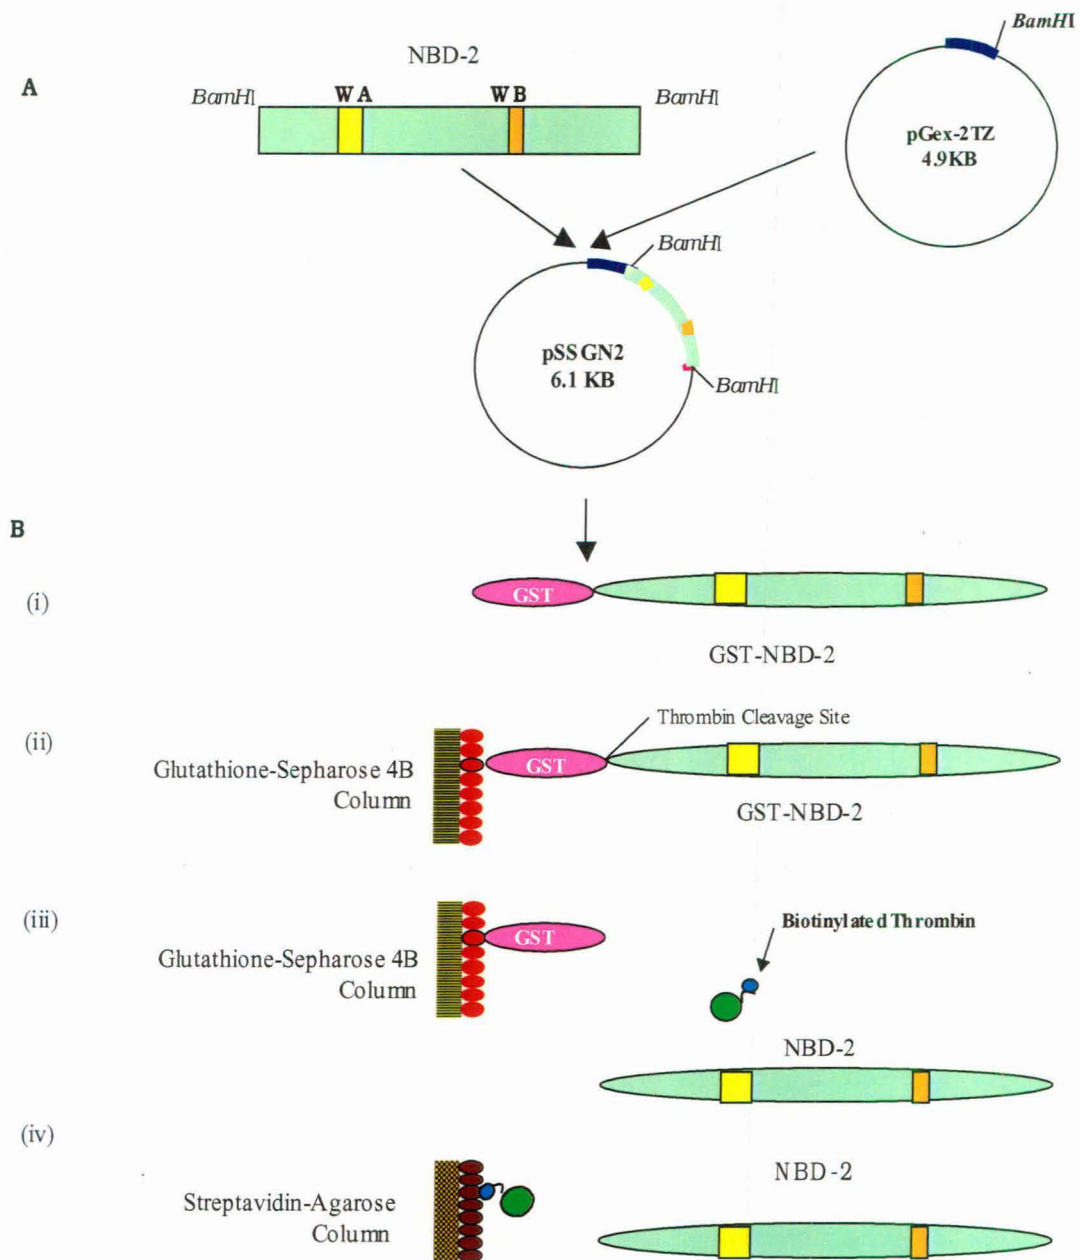 BamHI
NBD-2
A
BamHI
W A
W B
BamHI
pGex-2TZ
4.9KB
BamHI
pSSGN2
6.1 KB
BamHI
B
(i)
GST
GST-NBD-2
(ii)
Thrombin Cleavage Site
Glutathione-Sepharose 4B
Column
GST
GST-NBD-2
(iii)
Biotinylated Thrombin
Glutathione-Sepharose 4B
Column
GST
NBD-2
(iv)
NBD-2
Streptavidin-Agarose
Column